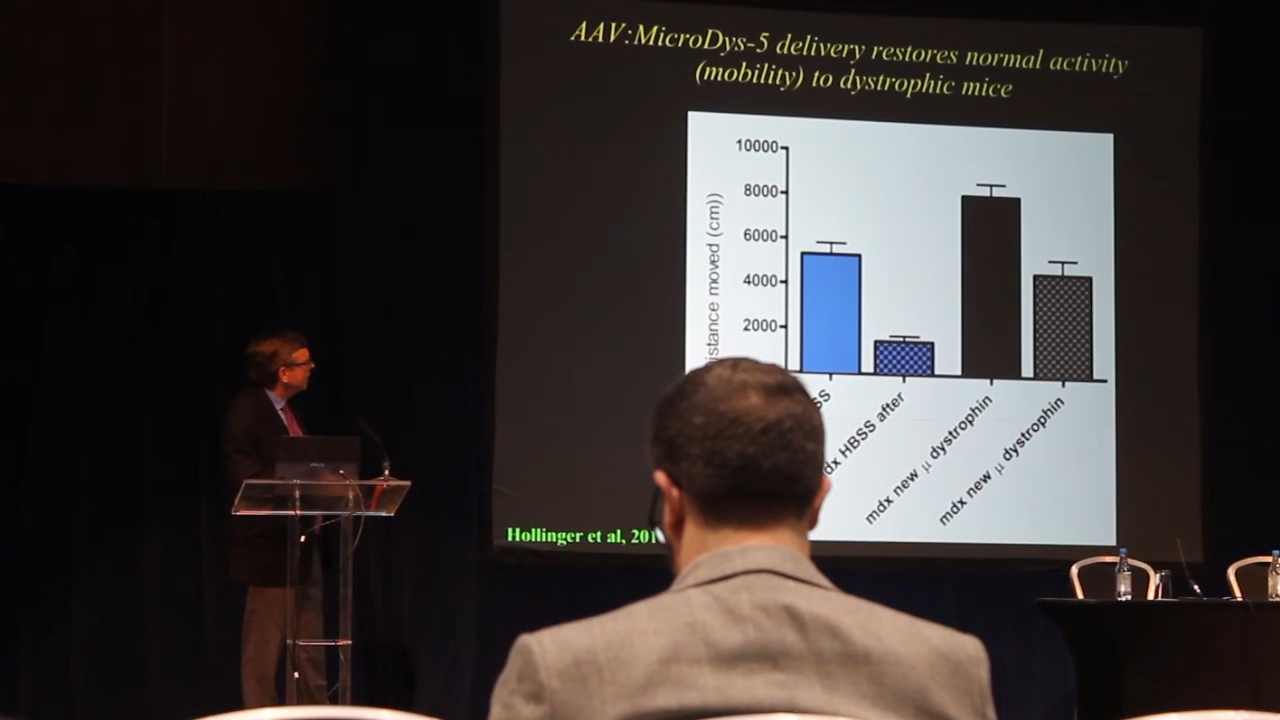 AAV:MicroDys-5 delivery restores normal activity
(mobility) to dystrophic mice
10000
8000
6000
4000
2000
istance moved (cm))
SS
dx HBSS after
mdx new μ dystrophin
mdx new μ dystrophin
Hollinger et al, 201